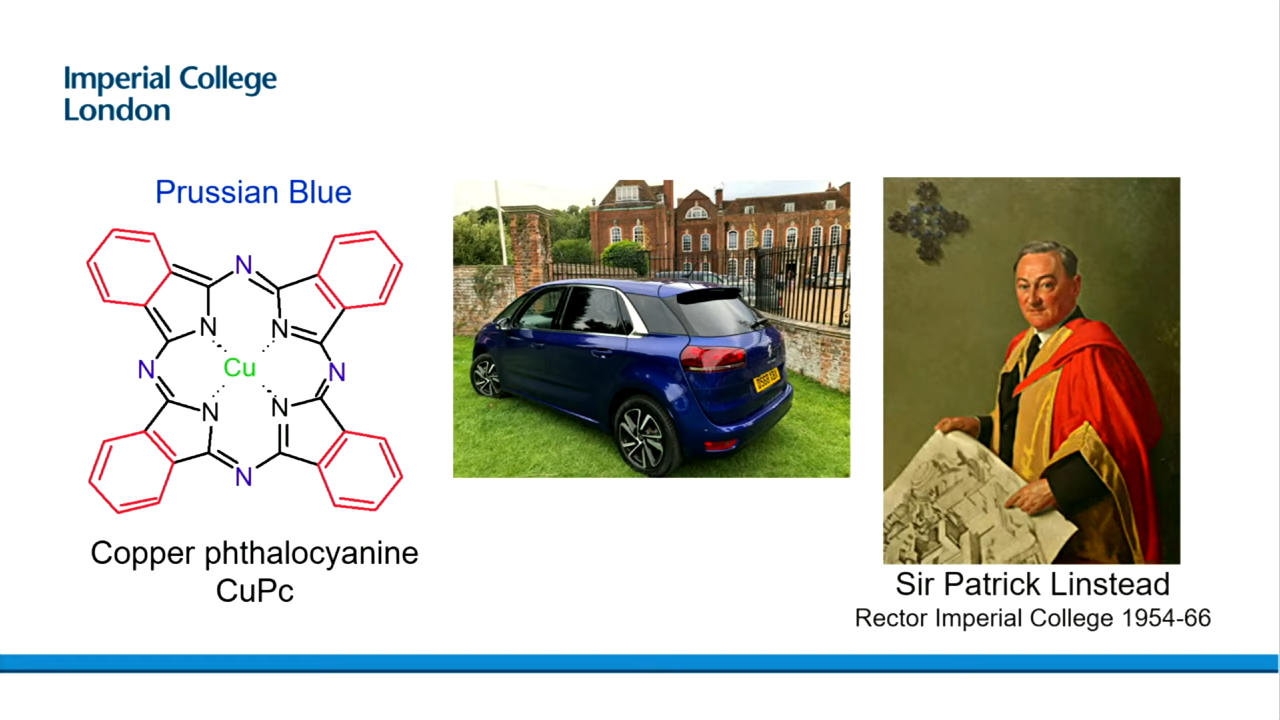 Imperial College
London
Prussian Blue
N
N
N
N
Cu
N
N
N
N
Copper phthalocyanine
CuPc
Sir Patrick Linstead
Rector Imperial College 1954-66